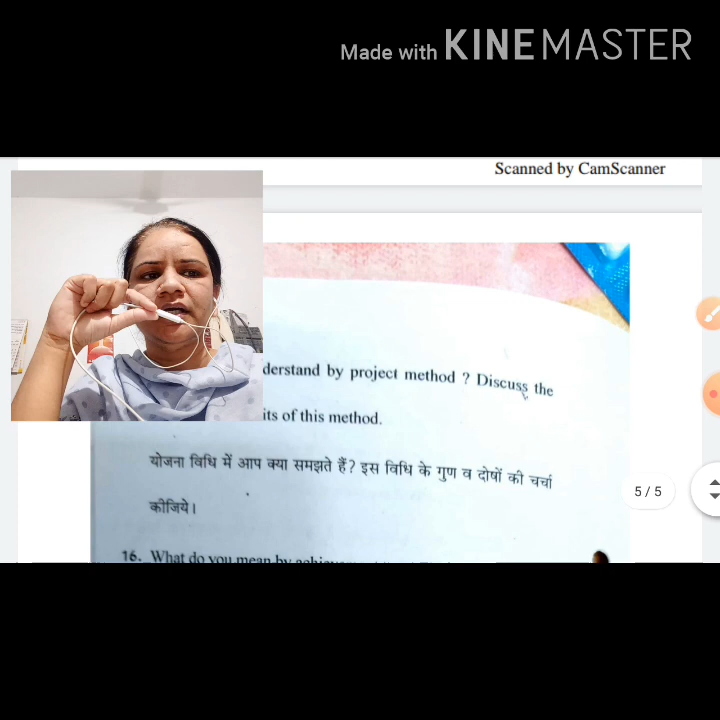 Made with KINEMASTER
Scanned by CamScanner
derstand by project method ? Discuss the
its of this method.
योजना विधि में आप क्या समझते हैं? इस विधि के गुण व दोषों की चर्चा
कीजिये।
5 / 5
16. What do you mean by